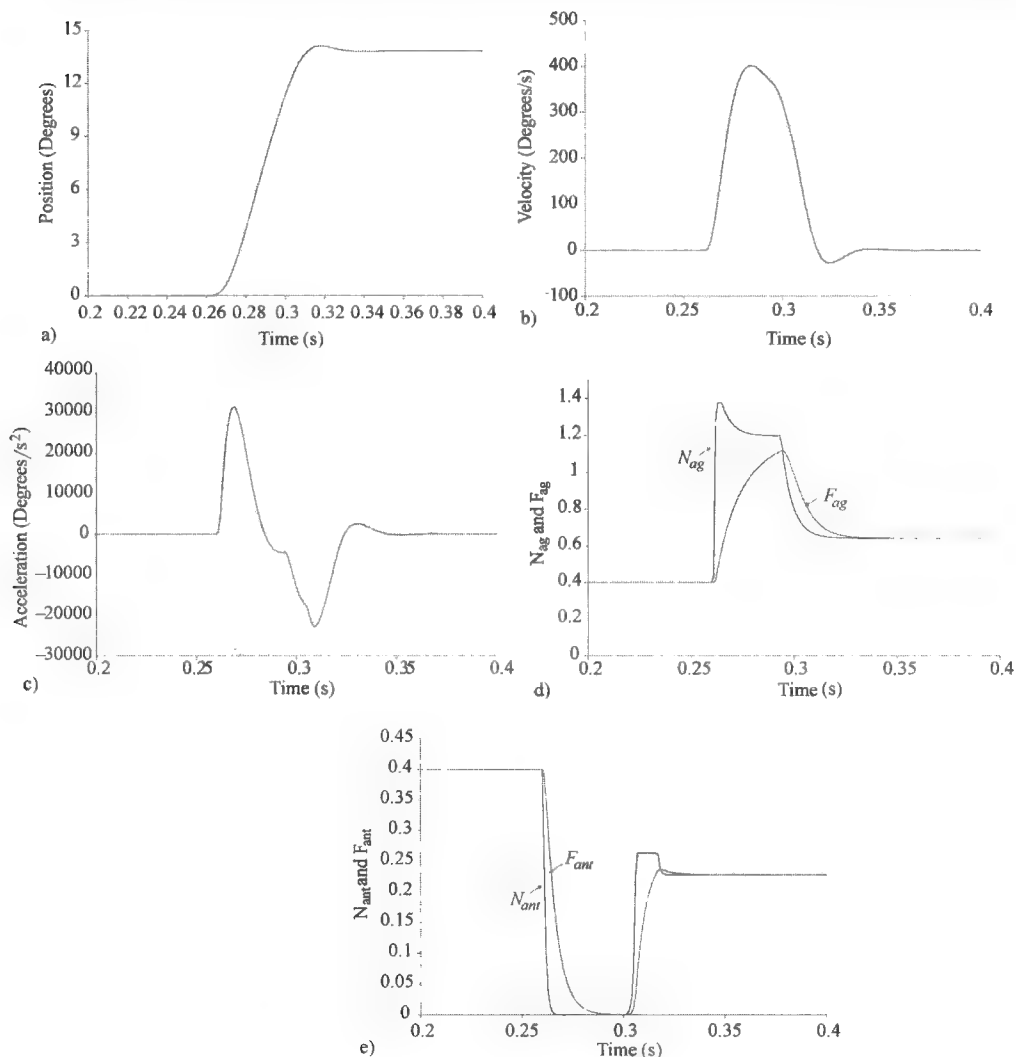 15
12
9
6
3
0
Position (Degrees)
0.2 0.22 0.24 0.26 0.28 0.3 0.32 0.34 0.36 0.38 0.4
Time (s)
a)
500
400
300
200
100
0
-100
Velocity (Degrees/s)
0.2 0.25 0.3 0.35 0.4
Time (s)
b)
40000
30000
20000
10000
0
-10000
-20000
-30000
Acceleration (Degrees/s²)
0.2 0.25 0.3 0.35 0.4
Time (s)
c)
1.4
1.2
1
0.8
0.6
0.4
0.2
0
N_ag and F_ag
N_ag
F_ag
0.2 0.25 0.3 0.35 0.4
Time (s)
d)
0.45
0.4
0.35
0.3
0.25
0.2
0.15
0.1
0.05
0
N_ant and F_ant
F_ant
N_ant
0.2 0.25 0.3 0.35 0.4
Time (s)
e)